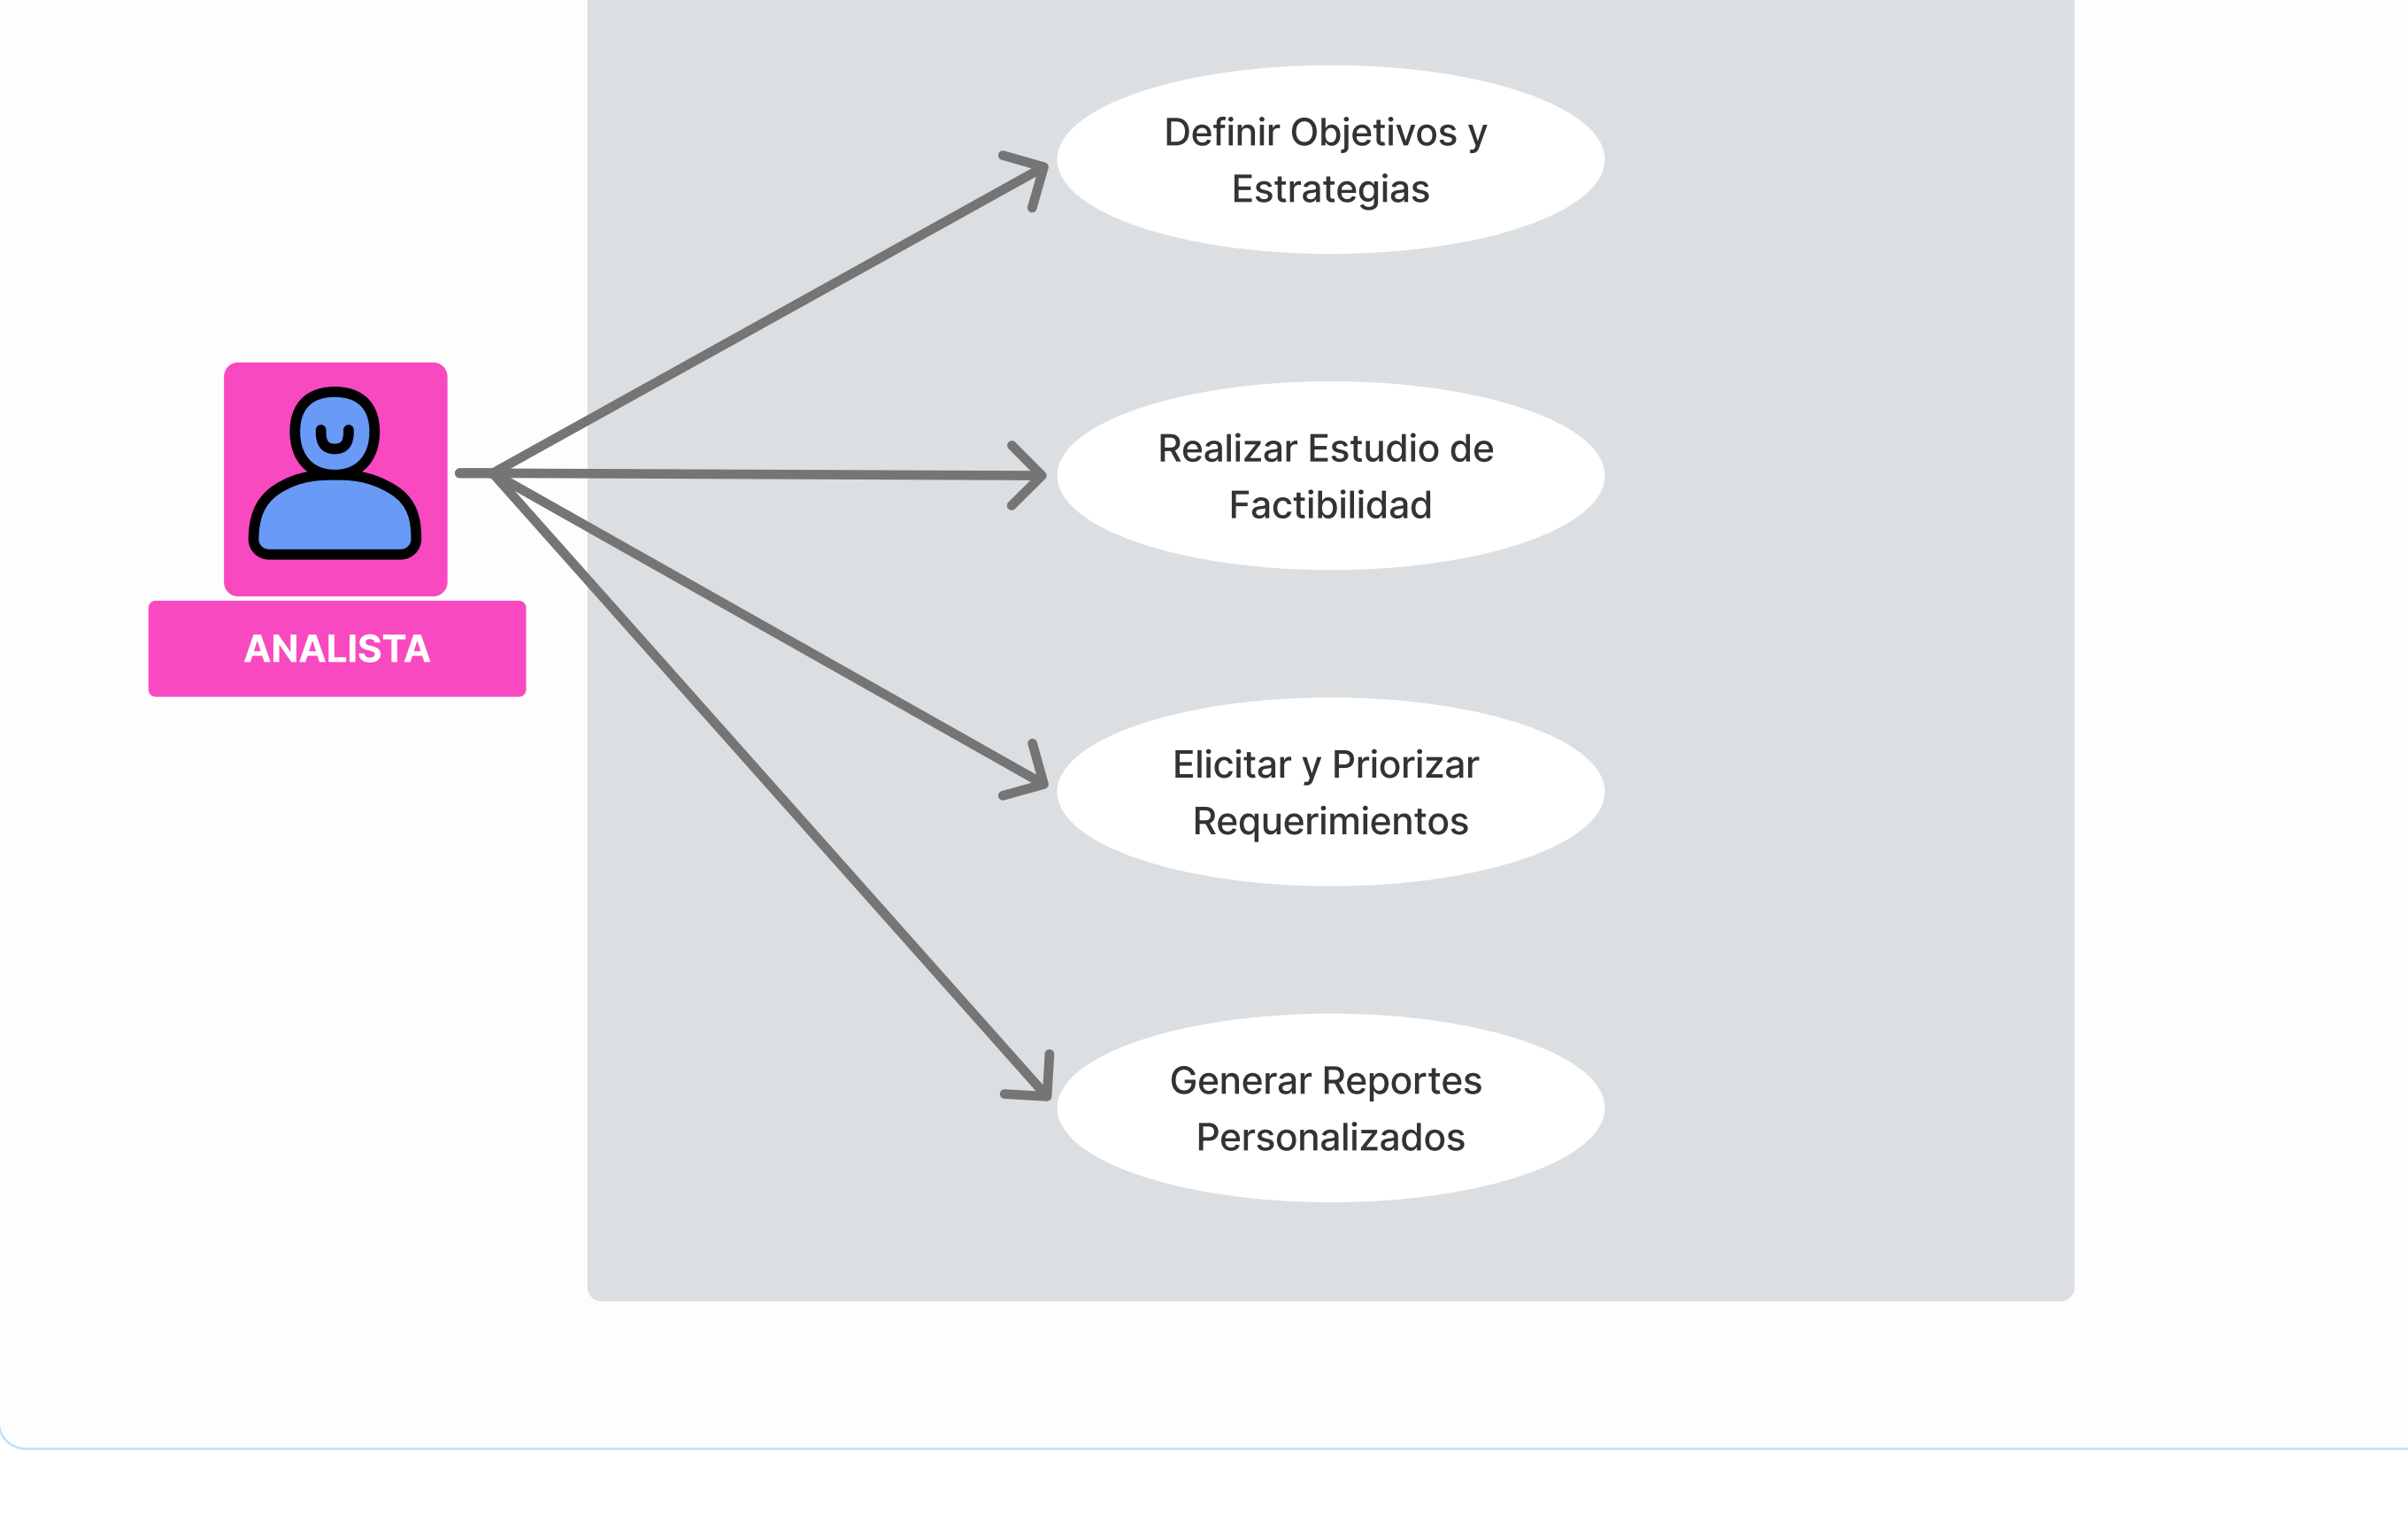 Definir Objetivos y
Estrategias
Realizar Estudio de
Factibilidad
ANALISTA
Elicitar y Priorizar
Requerimientos
Generar Reportes
Personalizados